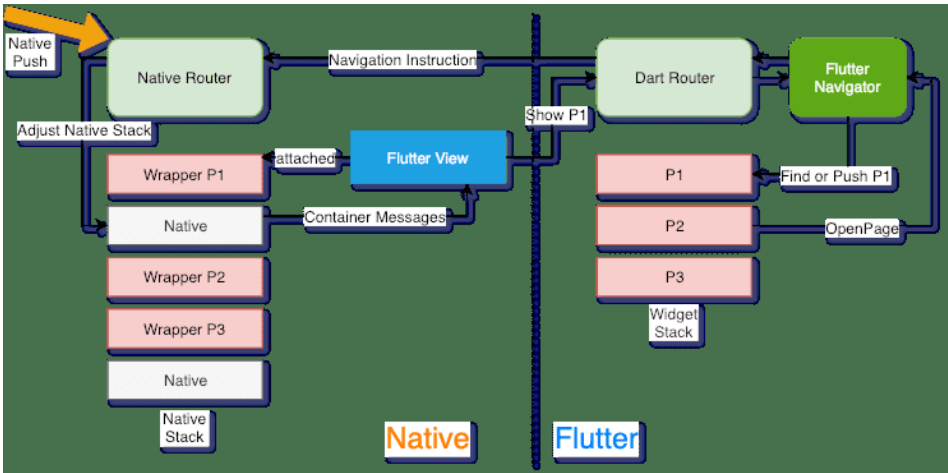 Native
Push
Native Router
Navigation Instruction
Dart Router
Flutter
Navigator
Show P1
Adjust Native Stack
Flutter View
attached
Wrapper P1
P1
Find or Push P1
Native
Container Messages
P2
OpenPage
Wrapper P2
P3
Wrapper P3
Widget
Stack
Native
Native
Stack
Native
Flutter